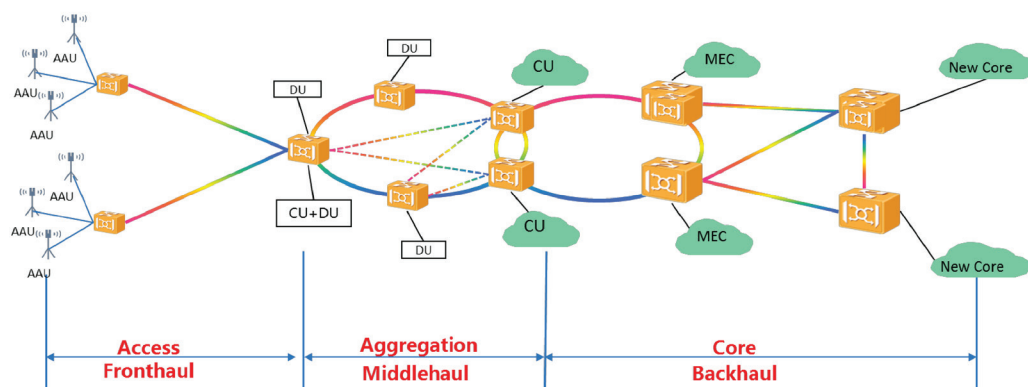 AAU
AAU
AAU
AAU
AAU
AAU
DU
DU
CU+DU
DU
CU
CU
MEC
MEC
New Core
New Core
Access
Fronthaul
Aggregation
Middlehaul
Core
Backhaul